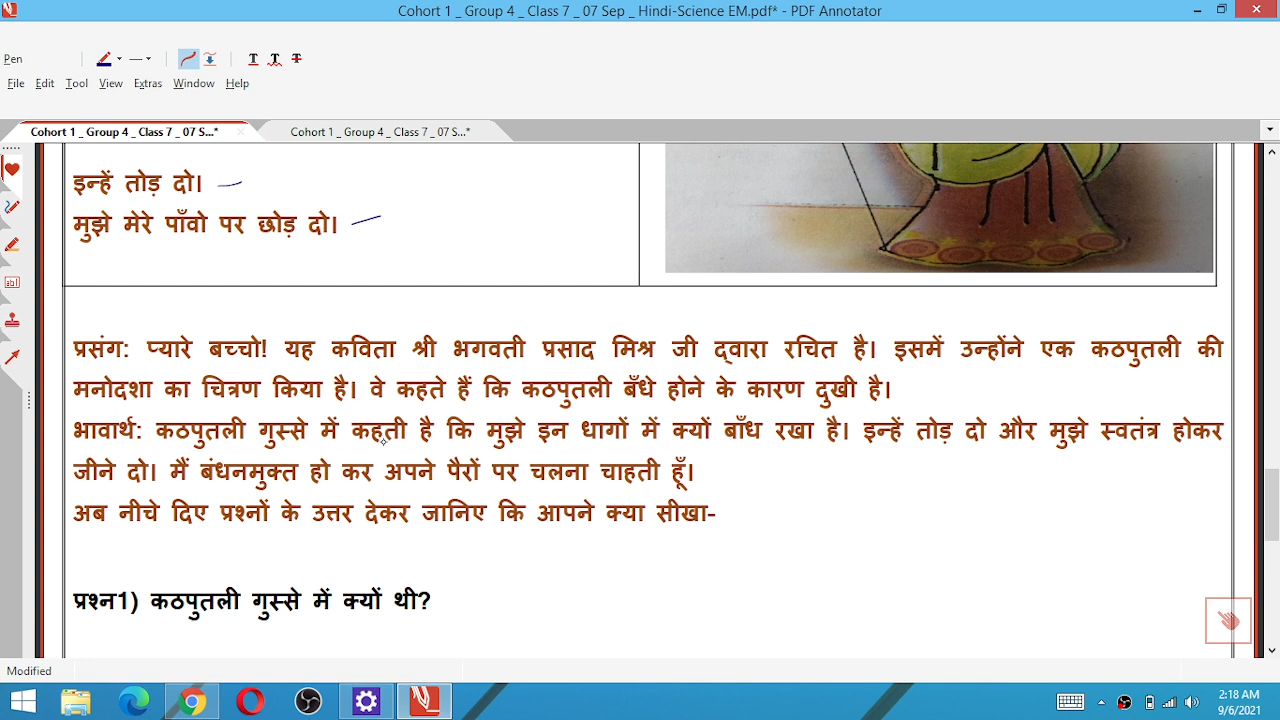 Cohort 1 _ Group 4 _ Class 7 _ 07 Sep _ Hindi-Science EM.pdf* - PDF Annotator
Pen
T T T
File Edit Tool View Extras Window Help
Cohort 1 _ Group 4 _ Class 7 _ 07 S...* Cohort 1 _ Group 4 _ Class 7 _ 07 S...*
इन्हें तोड़ दो।
मुझे मेरे पाँवो पर छोड़ दो।
प्रसंग: प्यारे बच्चो! यह कविता श्री भगवती प्रसाद मिश्र जी द्वारा रचित है। इसमें उन्होंने एक कठपुतली की
मनोदशा का चित्रण किया है। वे कहते हैं कि कठपुतली बँधे होने के कारण दुखी है।
भावार्थ: कठपुतली गुस्से में कहती है कि मुझे इन धागों में क्यों बाँध रखा है। इन्हें तोड़ दो और मुझे स्वतंत्र होकर
जीने दो। मैं बंधनमुक्त हो कर अपने पैरों पर चलना चाहती हूँ।
अब नीचे दिए प्रश्नों के उत्तर देकर जानिए कि आपने क्या सीखा-
प्रश्न1) कठपुतली गुस्से में क्यों थी?
Modified
2:18 AM
9/6/2021